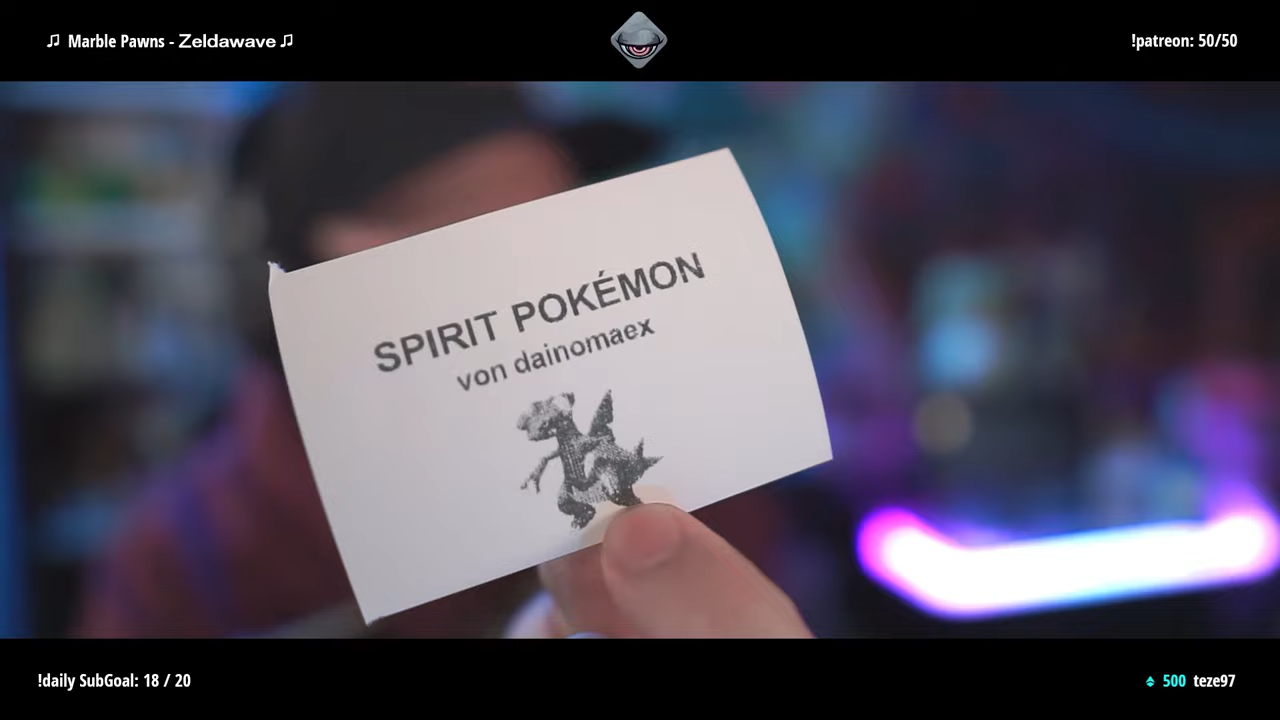 ♫ Marble Pawns - Zeldawave ♫
!patreon: 50/50
SPIRIT POKÉMON
von dainomaex
!daily SubGoal: 18 / 20
500 teze97